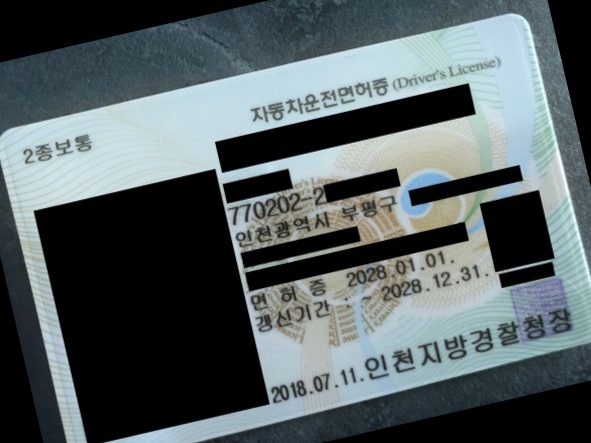 자동차운전면허증 (Driver's License)
2종보통
770202-2
인천광역시 부평구
면 허 증 2028.01.01.
갱신기간 ~ 2028.12.31.
2018.07.11. 인천지방경찰청장